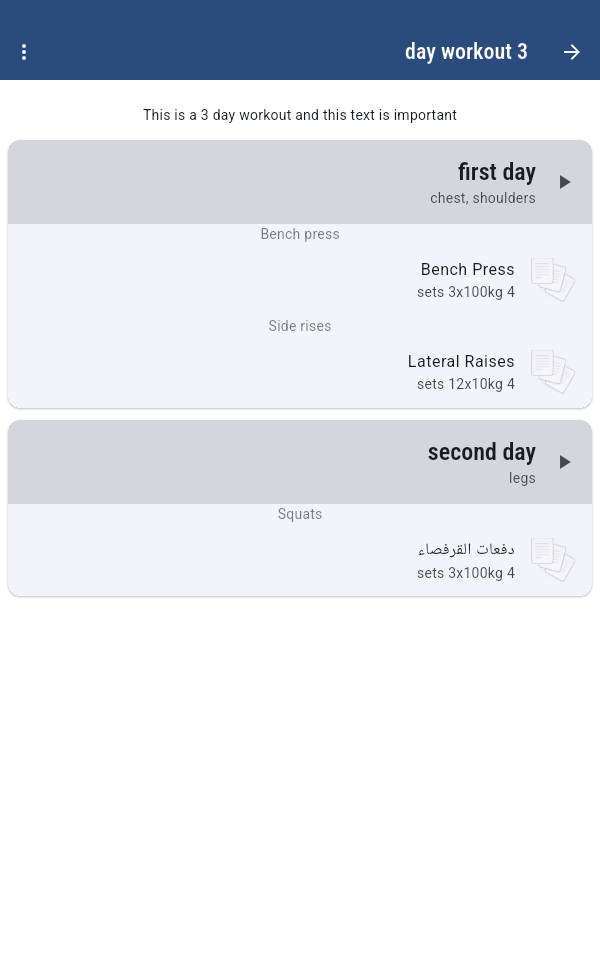 day workout 3
This is a 3 day workout and this text is important
first day
chest, shoulders
Bench press
Bench Press
sets 3x100kg 4
Side rises
Lateral Raises
sets 12x10kg 4
second day
legs
Squats
دفعات القرفصاء
sets 3x100kg 4